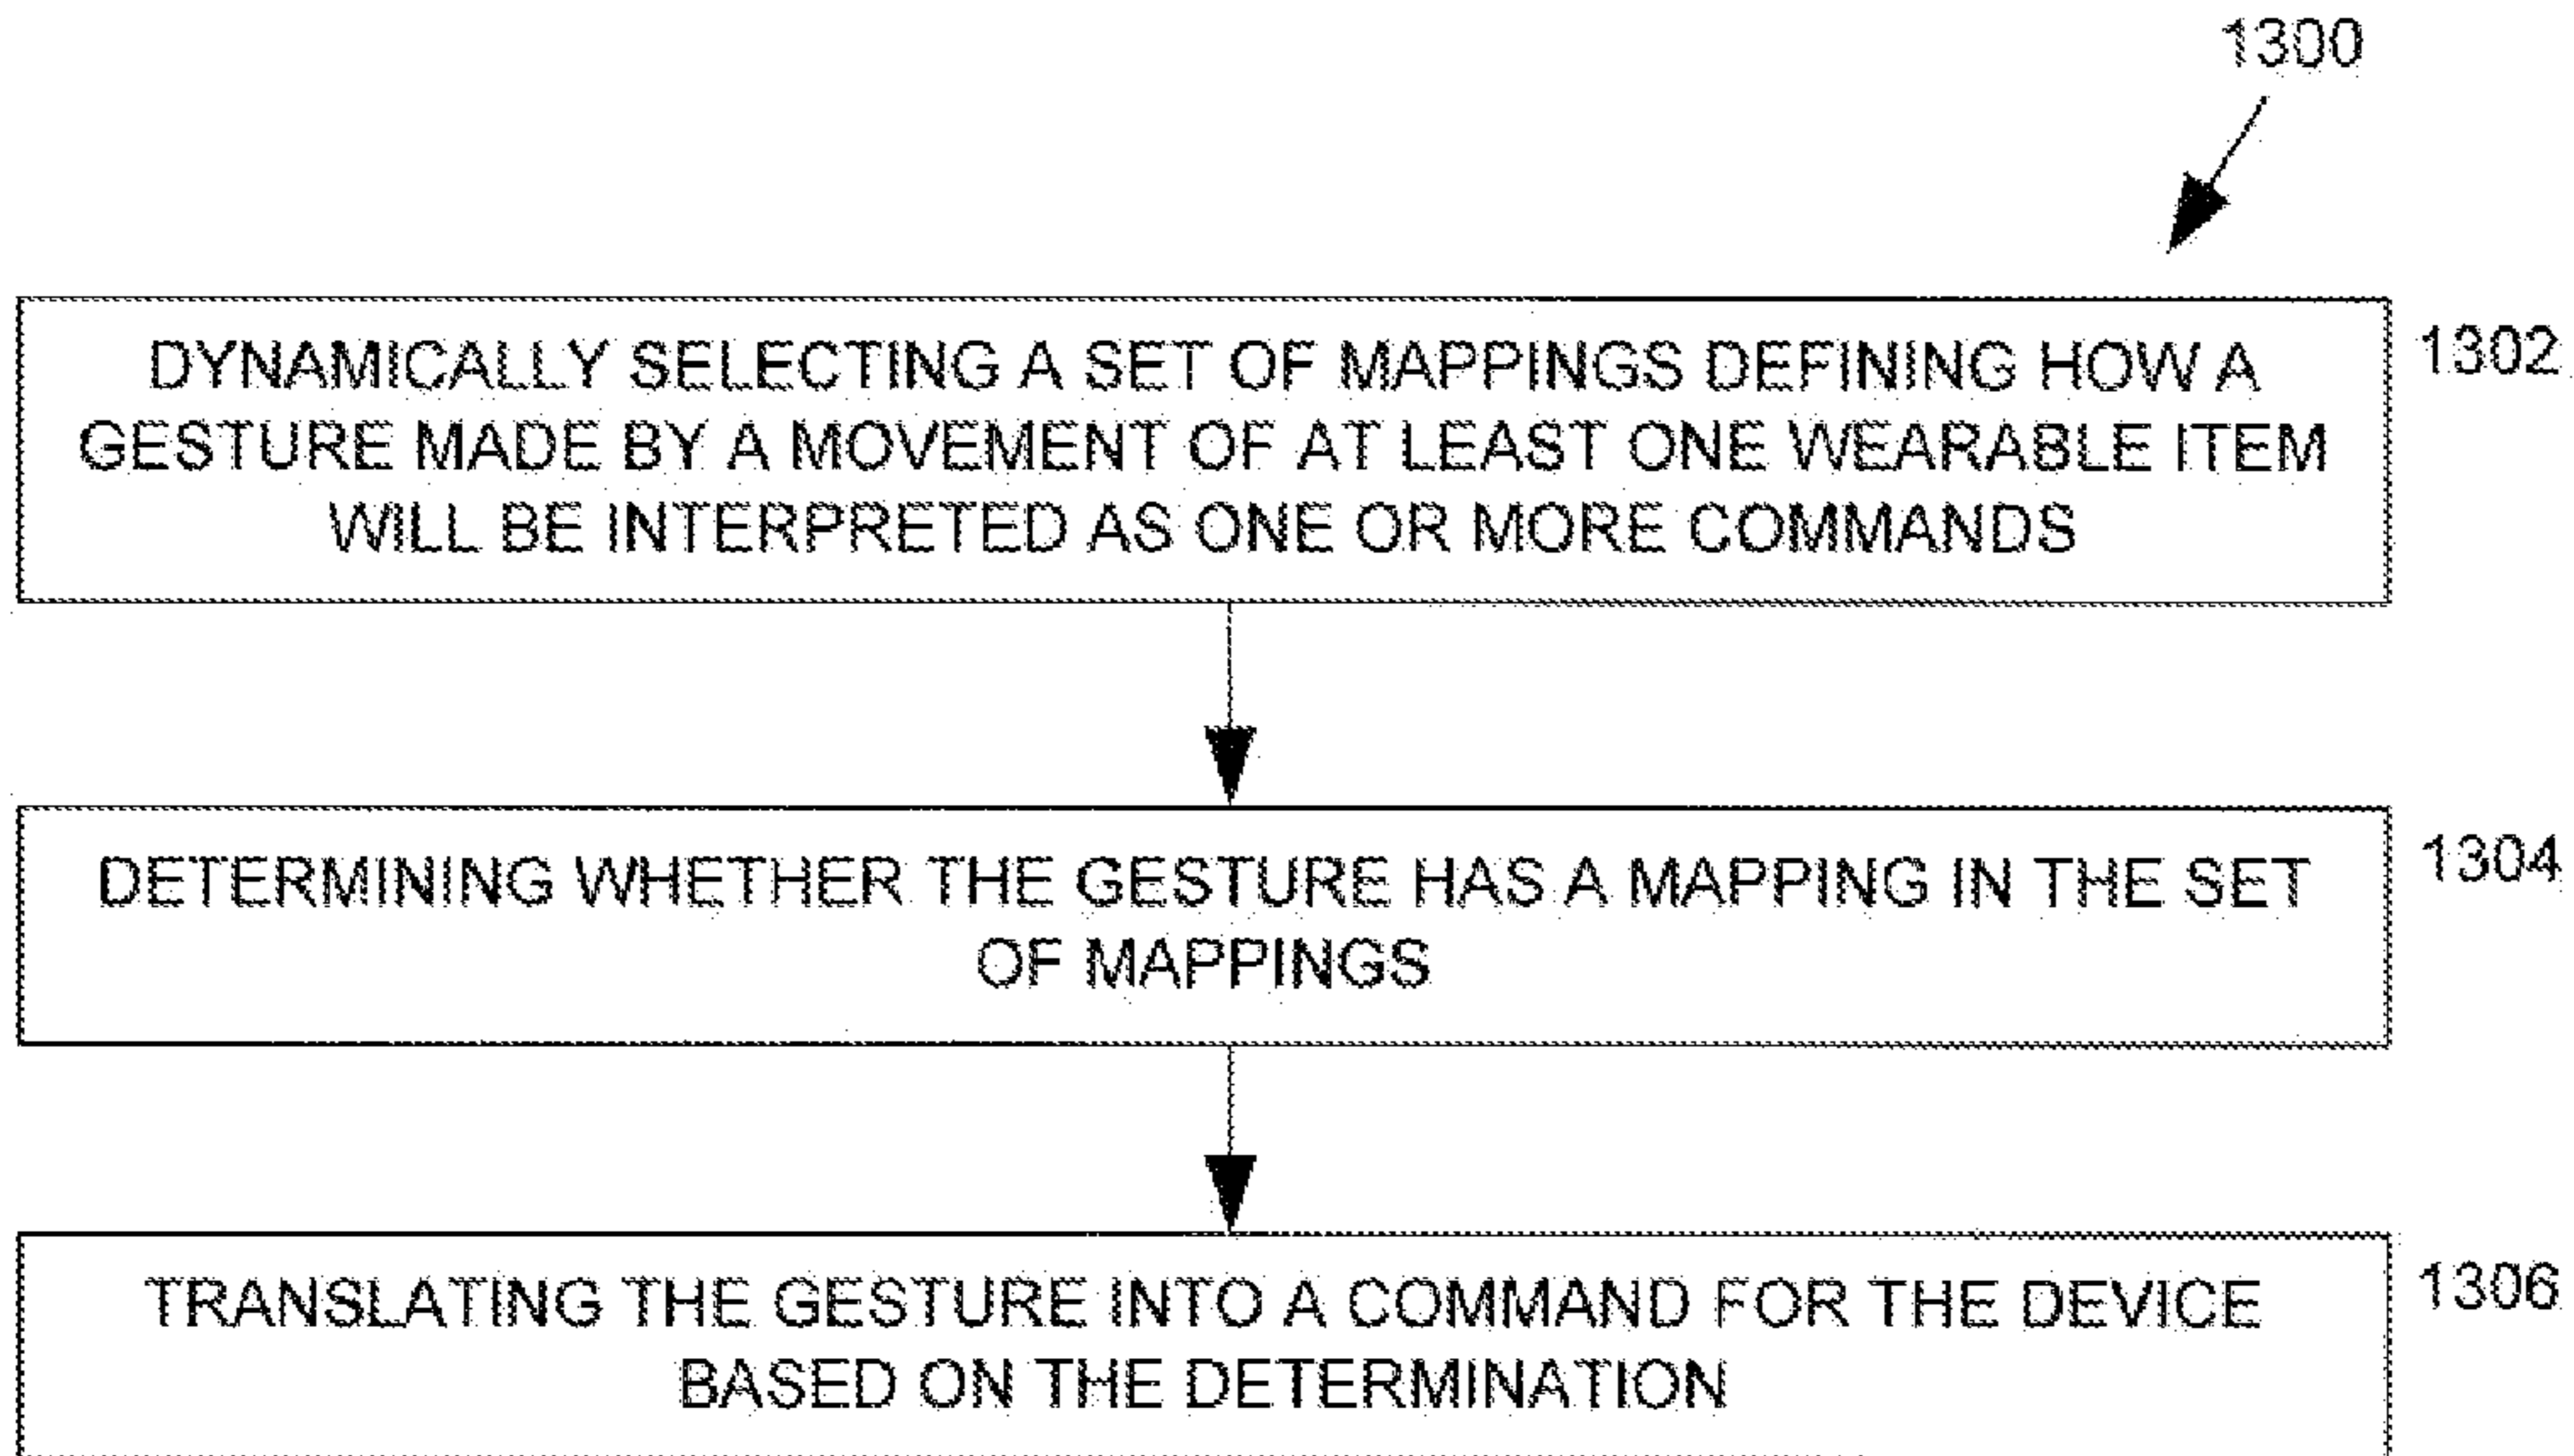 1300
DYNAMICALLY SELECTING A SET OF MAPPINGS DEFINING HOW A
1302
GESTURE MADE BY A MOVEMENT OF AT LEAST ONE WEARABLE ITEM
WILL BE INTERPRETED AS ONE OR MORE COMMANDS
DETERMINING WHETHER THE GESTURE HAS A MAPPING IN THE SET
1304
OF MAPPINGS
TRANSLATING THE GESTURE INTO A COMMAND FOR THE DEVICE
1306
BASED ON THE DETERMINATION